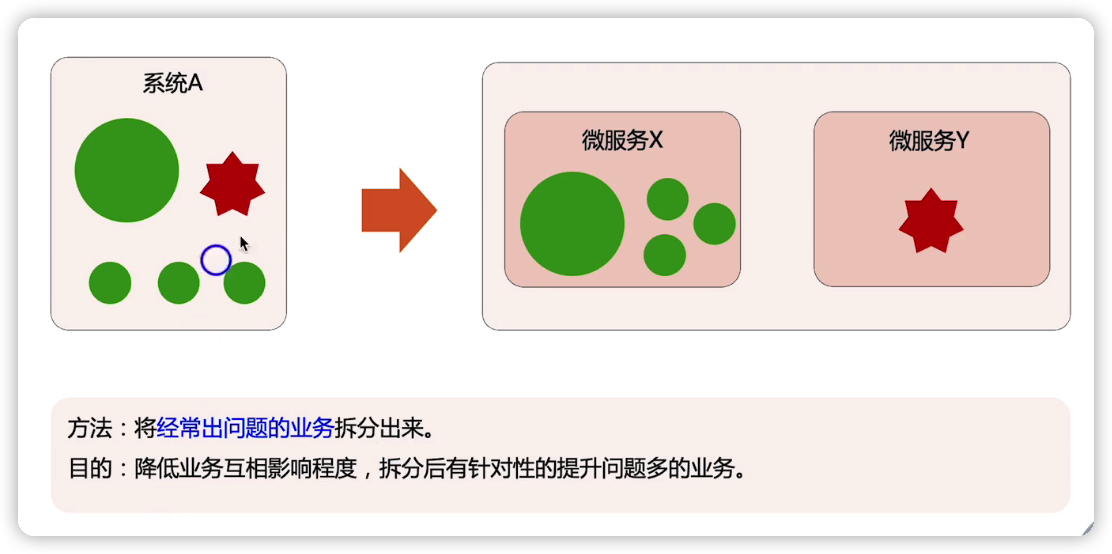 系统A
微服务X
微服务Y
方法：将经常出问题的业务拆分出来。
目的：降低业务互相影响程度，拆分后有针对性的提升问题多的业务。